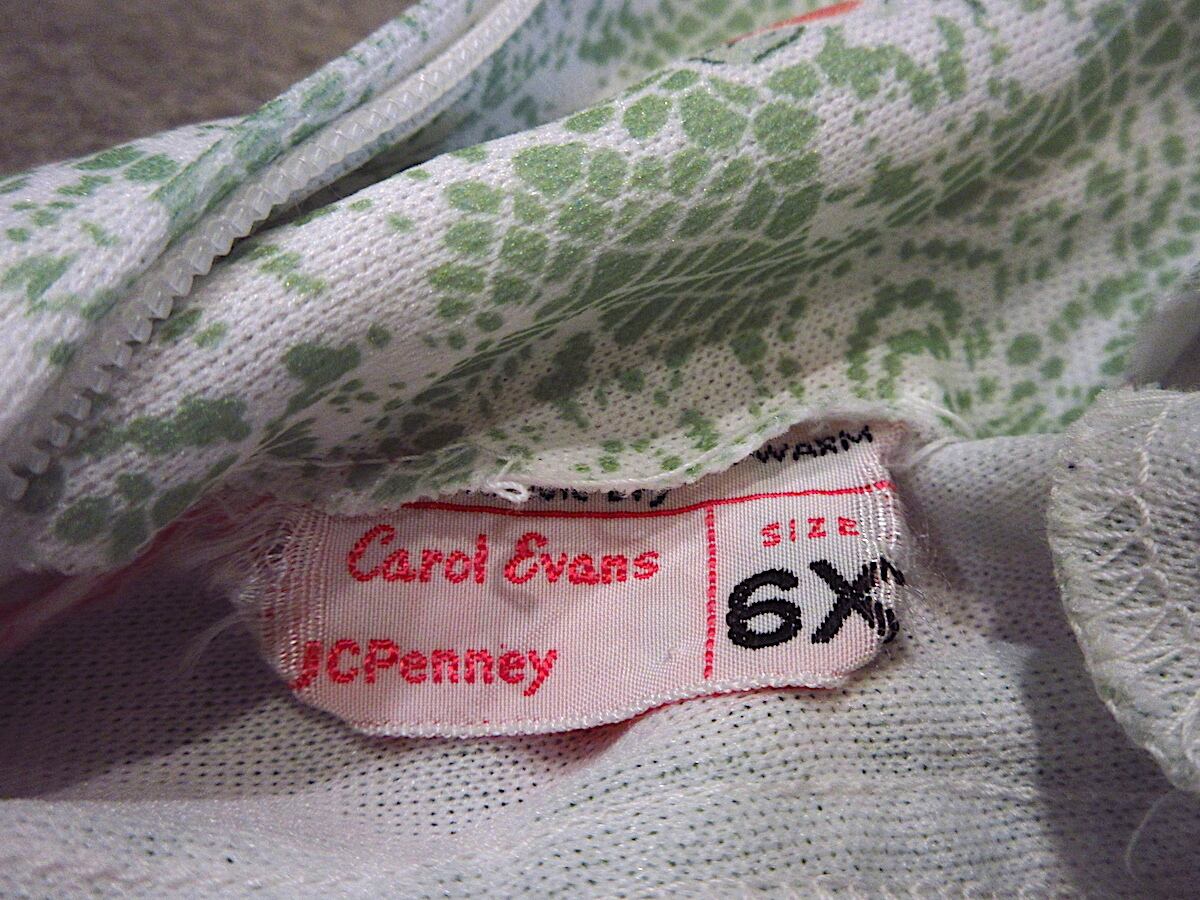 WARM
Carol Evans
SIZE
6X
JCPenney